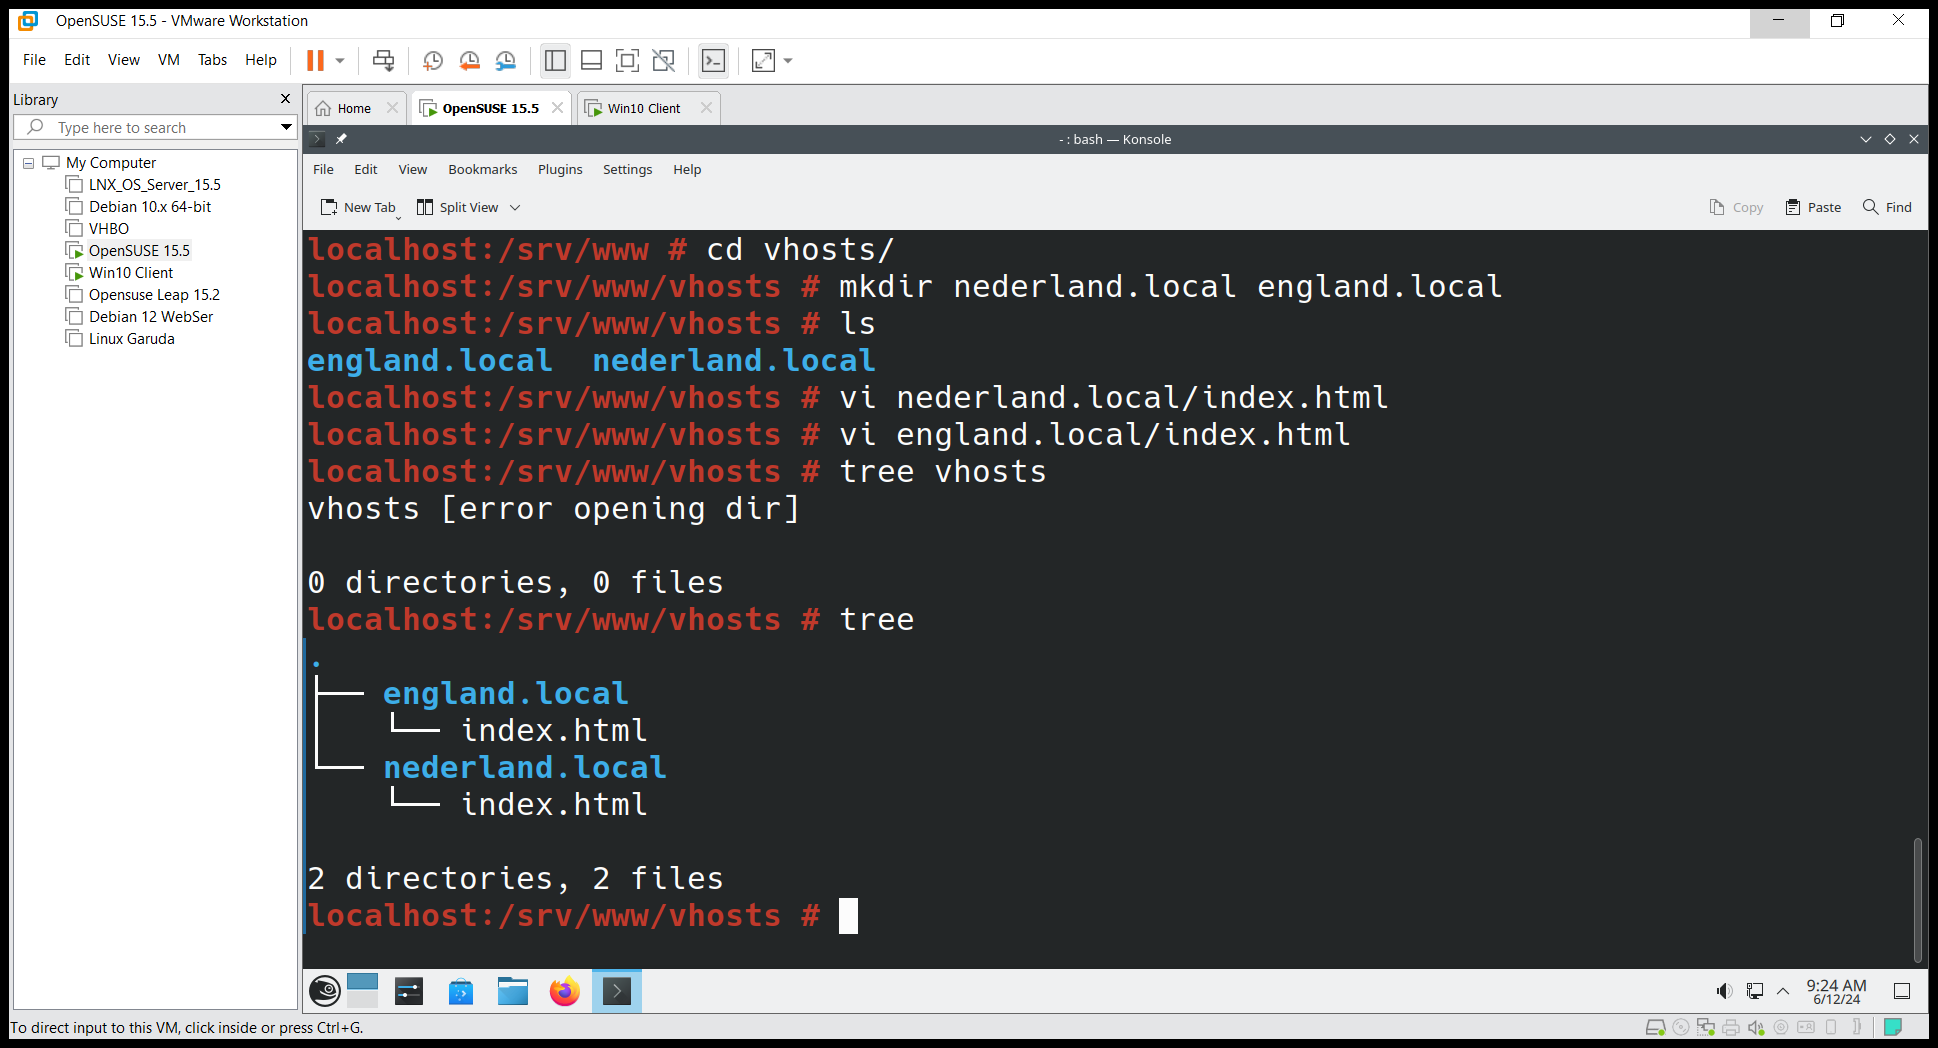 OpenSUSE 15.5 - VMware Workstation
File Edit View VM Tabs Help
Library
Type here to search
My Computer
LNX_OS_Server_15.5
Debian 10.x 64-bit
VHBO
OpenSUSE 15.5
Win10 Client
Opensuse Leap 15.2
Debian 12 WebSer
Linux Garuda
Home OpenSUSE 15.5 Win10 Client
- : bash — Konsole
File Edit View Bookmarks Plugins Settings Help
New Tab Split View Copy Paste Find
localhost:/srv/www # cd vhosts/
localhost:/srv/www/vhosts # mkdir nederland.local england.local
localhost:/srv/www/vhosts # ls
england.local  nederland.local
localhost:/srv/www/vhosts # vi nederland.local/index.html
localhost:/srv/www/vhosts # vi england.local/index.html
localhost:/srv/www/vhosts # tree vhosts
vhosts [error opening dir]
0 directories, 0 files
localhost:/srv/www/vhosts # tree
.
├── england.local
│   └── index.html
└── nederland.local
    └── index.html
2 directories, 2 files
localhost:/srv/www/vhosts #
9:24 AM
6/12/24
To direct input to this VM, click inside or press Ctrl+G.